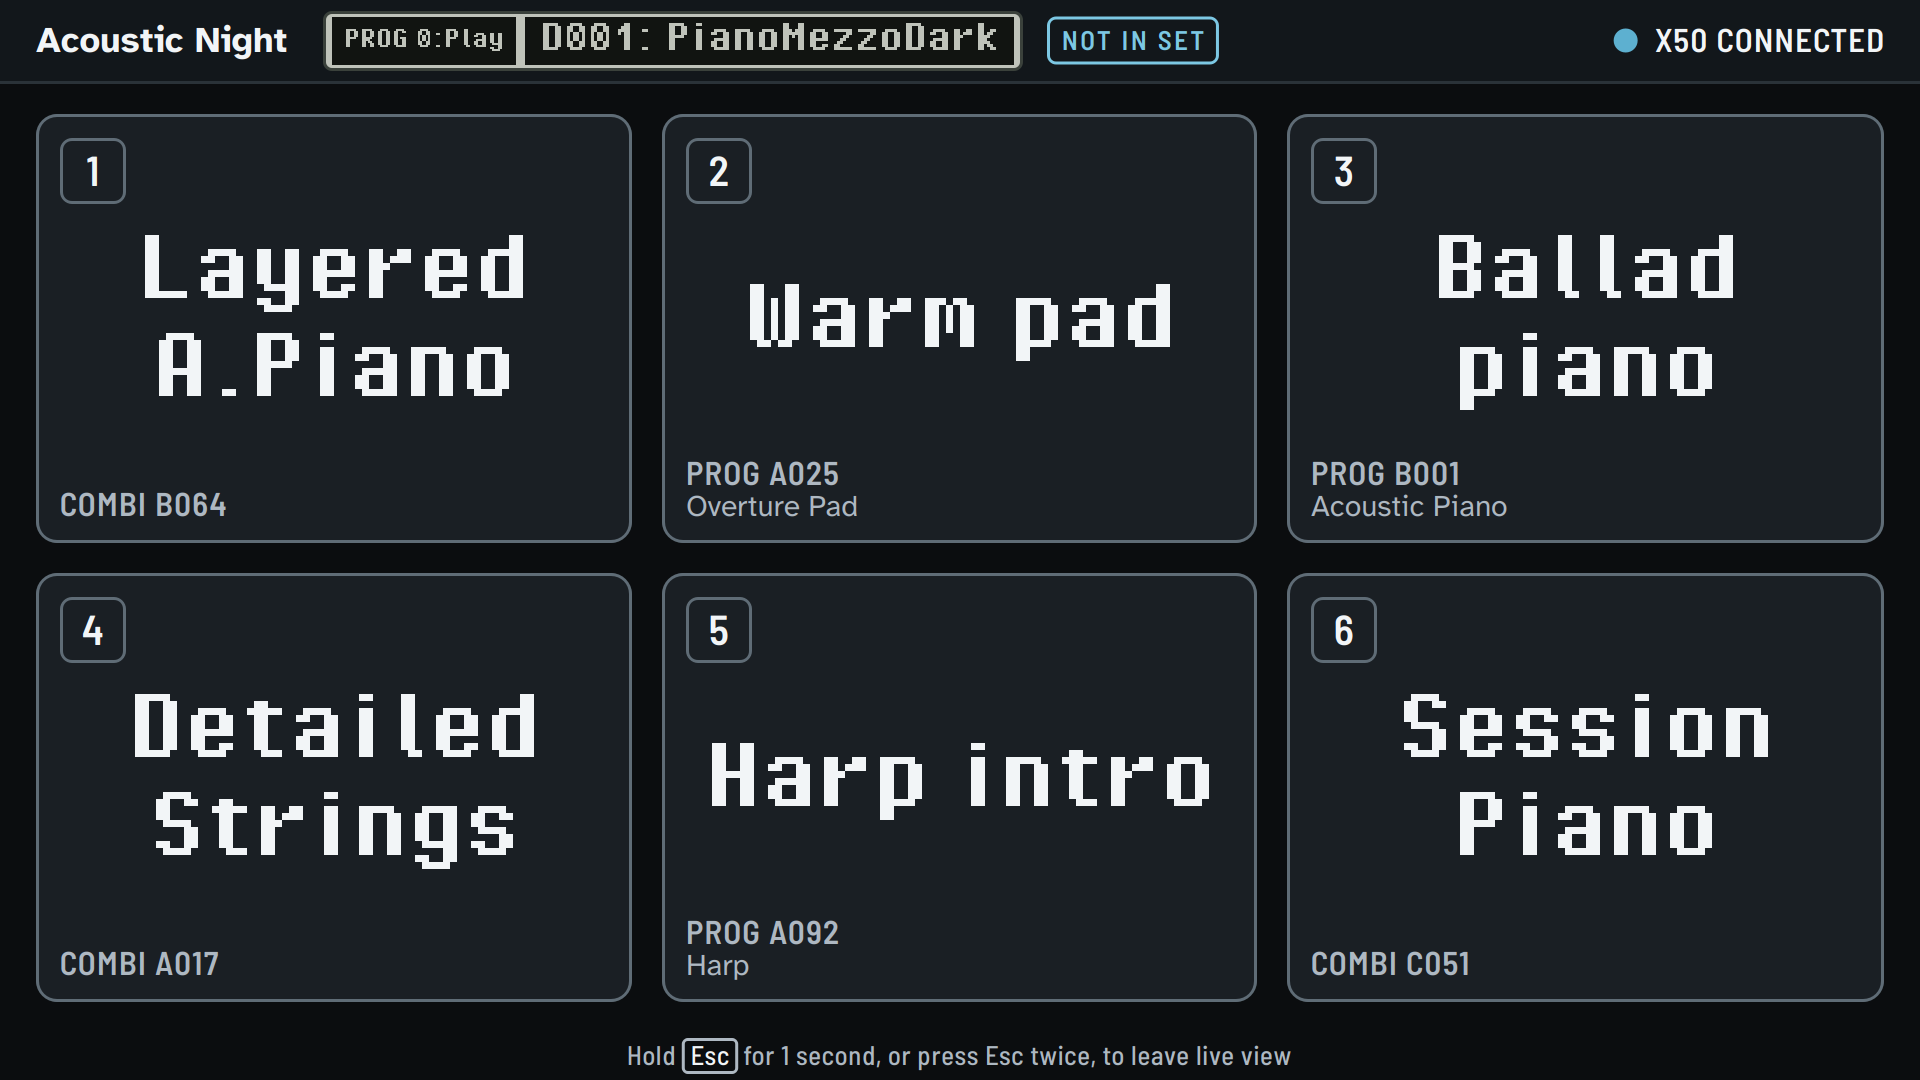 Acoustic Night
PROG 0:Play
D001: PianoMezzoDark
NOT IN SET
X50 CONNECTED
1
Layered
A.Piano
COMBI B064
2
Warm pad
PROG A025
Overture Pad
3
Ballad
piano
PROG B001
Acoustic Piano
4
Detailed
Strings
COMBI A017
5
Harp intro
PROG A092
Harp
6
Session
Piano
COMBI C051
Hold Esc for 1 second, or press Esc twice, to leave live view